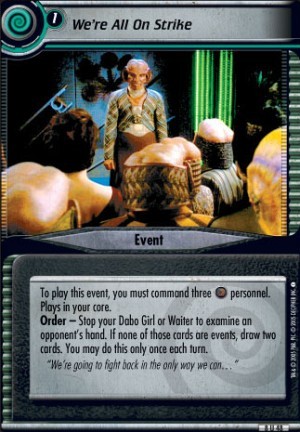 1 We're All On Strike
Event
To play this event, you must command three personnel.
Plays in your core.
Order – Stop your Dabo Girl or Waiter to examine an
opponent's hand. If none of those cards are events, draw two
cards. You may do this only once each turn.
"We're going to fight back in the only way we can…"